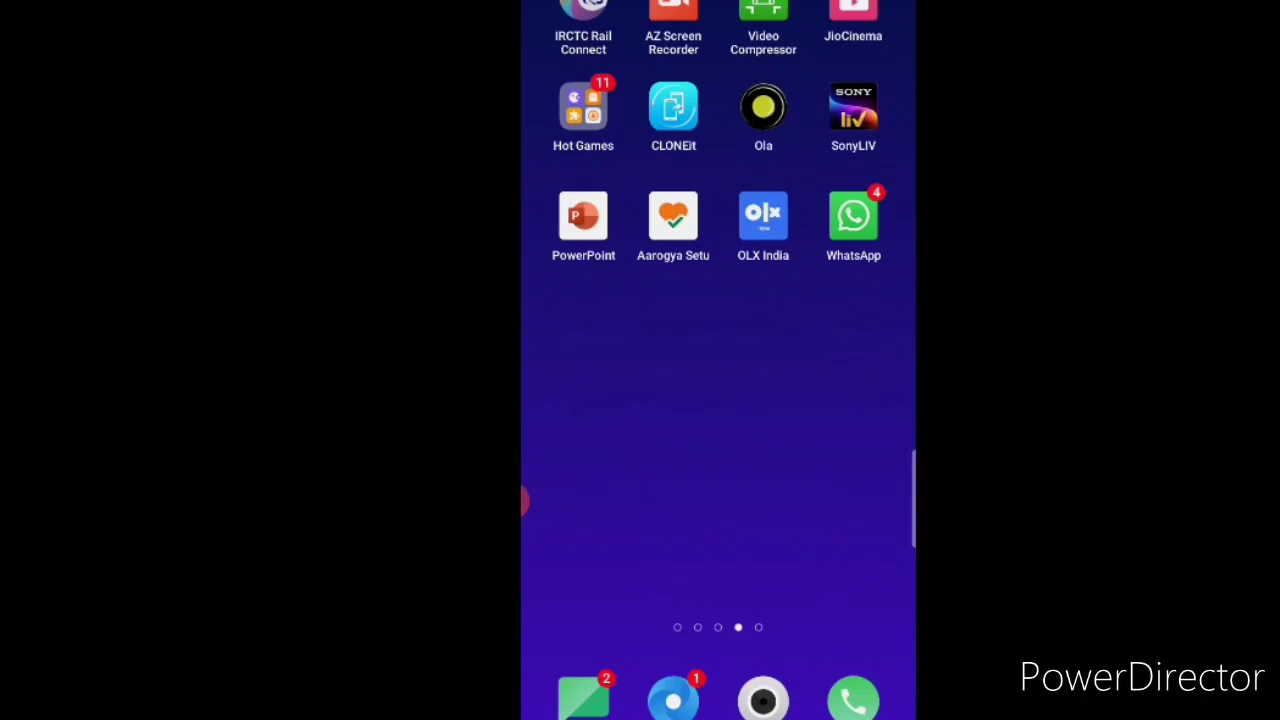 IRCTC Rail Connect
AZ Screen Recorder
Video Compressor
JioCinema
11
SONY
liv
Hot Games
CLONEit
Ola
SonyLIV
4
P
olx
PowerPoint
Aarogya Setu
OLX India
WhatsApp
2
1
PowerDirector